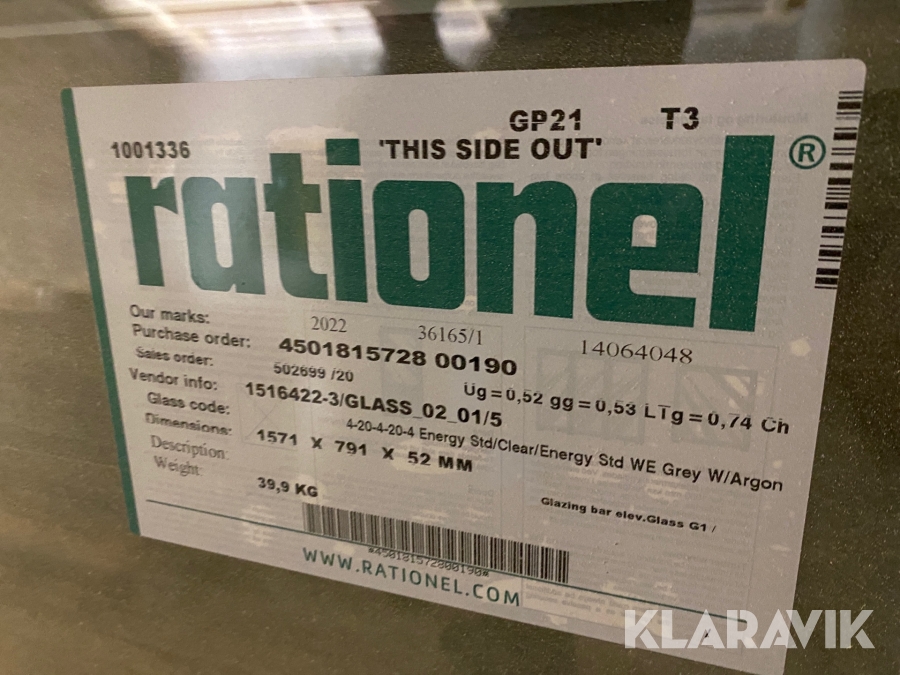 GP21 T3
1001336 'THIS SIDE OUT'
rationel®
Our marks: 2022 36165/1 14064048
Purchase order: 4501815728 00190
Sales order: 502699 /20 Ug=0,52 gg=0,53 LTg=0,74 Ch
Vendor info: 1516422-3/GLASS_02_01/5
Glass code: 4-20-4-20-4 Energy Std/Clear/Energy Std WE Grey W/Argon
Dimensions: 1571 X 791 X 52 MM
Description: Glazing bar elev.Glass G1 /
Weight: 39,9 KG
*450181572800190*
WWW.RATIONEL.COM
KLARAVIK